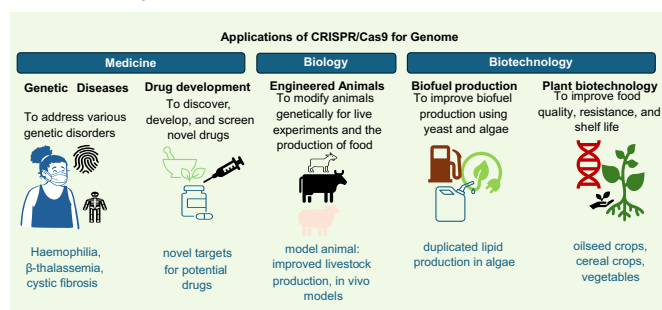 Applications of CRISPR/Cas9 for Genome
Medicine
Biology
Biotechnology
Genetic Diseases
To address various
genetic disorders
Haemophilia,
β-thalassemia,
cystic fibrosis
Drug development
To discover,
develop, and screen
novel drugs
novel targets
for potential
drugs
Engineered Animals
To modify animals
genetically for live
experiments and the
production of food
model animal:
improved livestock
production, in vivo
models
Biofuel production
To improve biofuel
production using
yeast and algae
duplicated lipid
production in algae
Plant biotechnology
To improve food
quality, resistance, and
shelf life
oilseed crops,
cereal crops,
vegetables